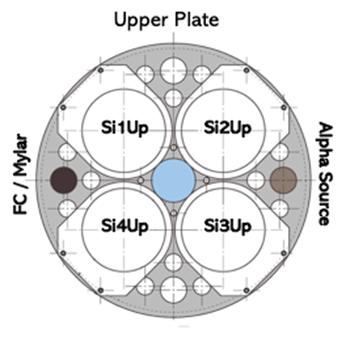 Upper Plate
Si1Up
Si2Up
FC / Mylar
Alpha Source
Si4Up
Si3Up